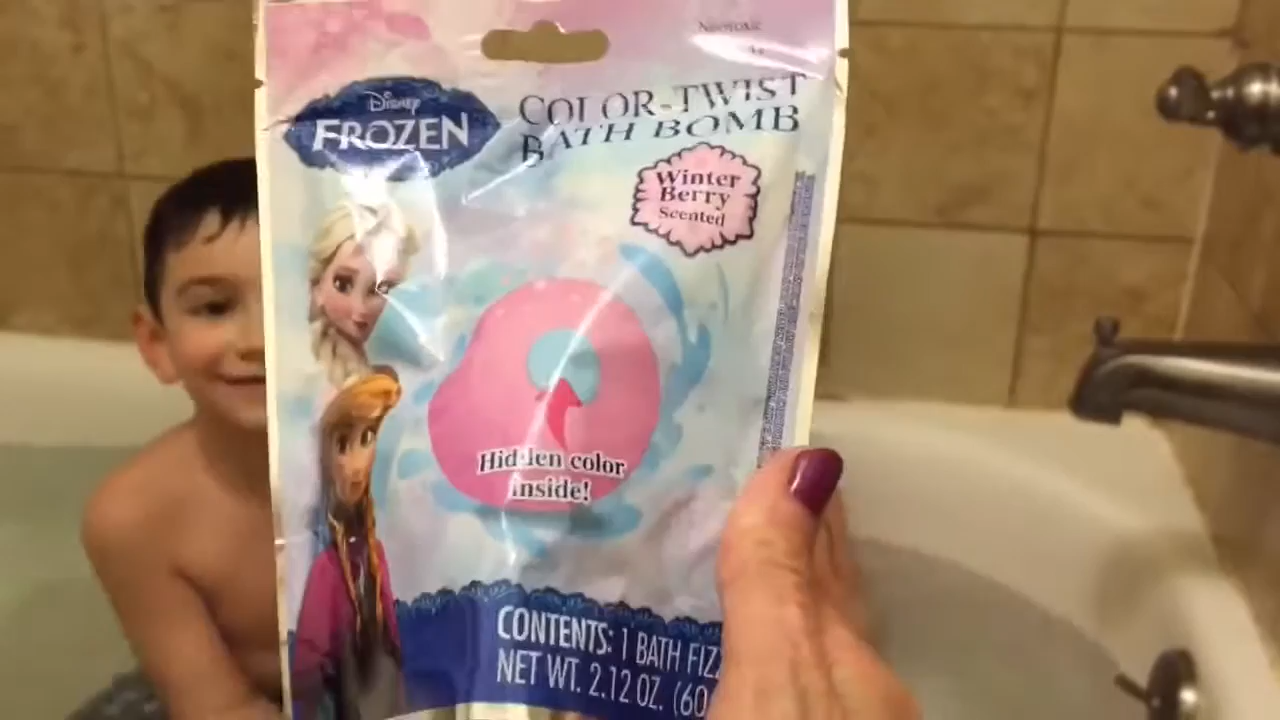 Nontoxic
Disney
FROZEN
COLOR-TWIST
BATH BOMB
Winter
Berry
Scented
Hidden color
inside!
CONTENTS: 1 BATH FIZ
NET WT. 2.12 OZ. (60